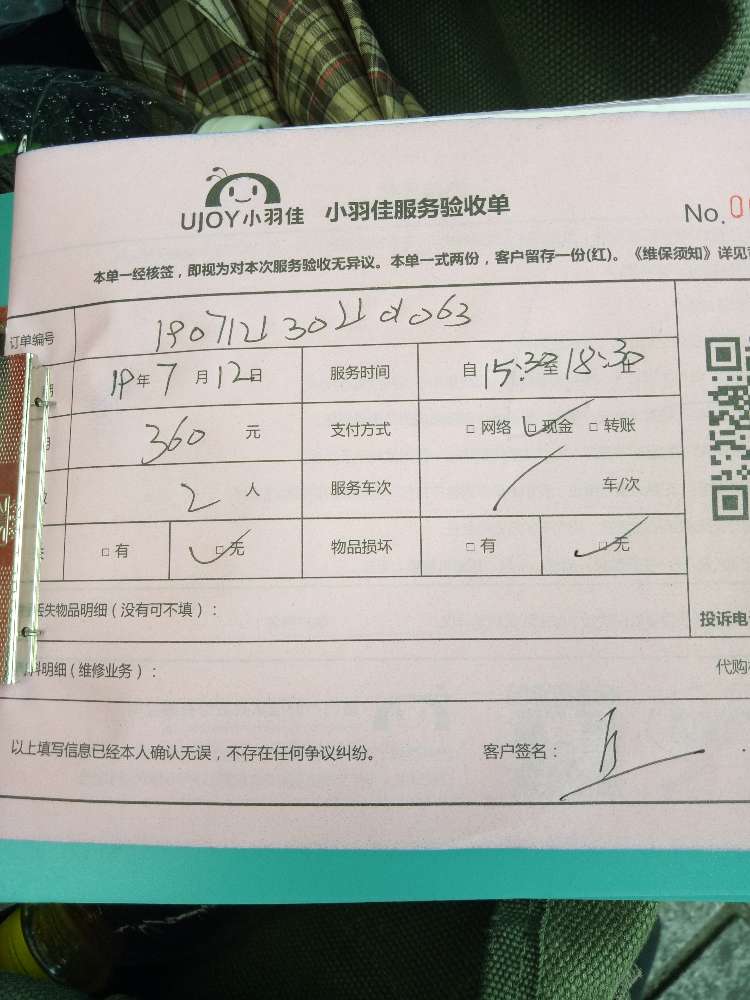 UJOY小羽佳 小羽佳服务验收单
No. 0
本单一经核签，即视为对本次服务验收无异议。本单一式两份，客户留存一份(红)。《维保须知》详见
订单编号
19年7月12日 服务时间 自15:30至18:30
360 元 支付方式 □ 网络 □ 现金 □ 转账
2 人 服务车次 车/次
□ 有 □ 无 物品损坏 □ 有 □ 无
丢失物品明细（没有可不填）：
投诉电
料明细（维修业务）：
代购
以上填写信息已经本人确认无误，不存在任何争议纠纷。 客户签名：